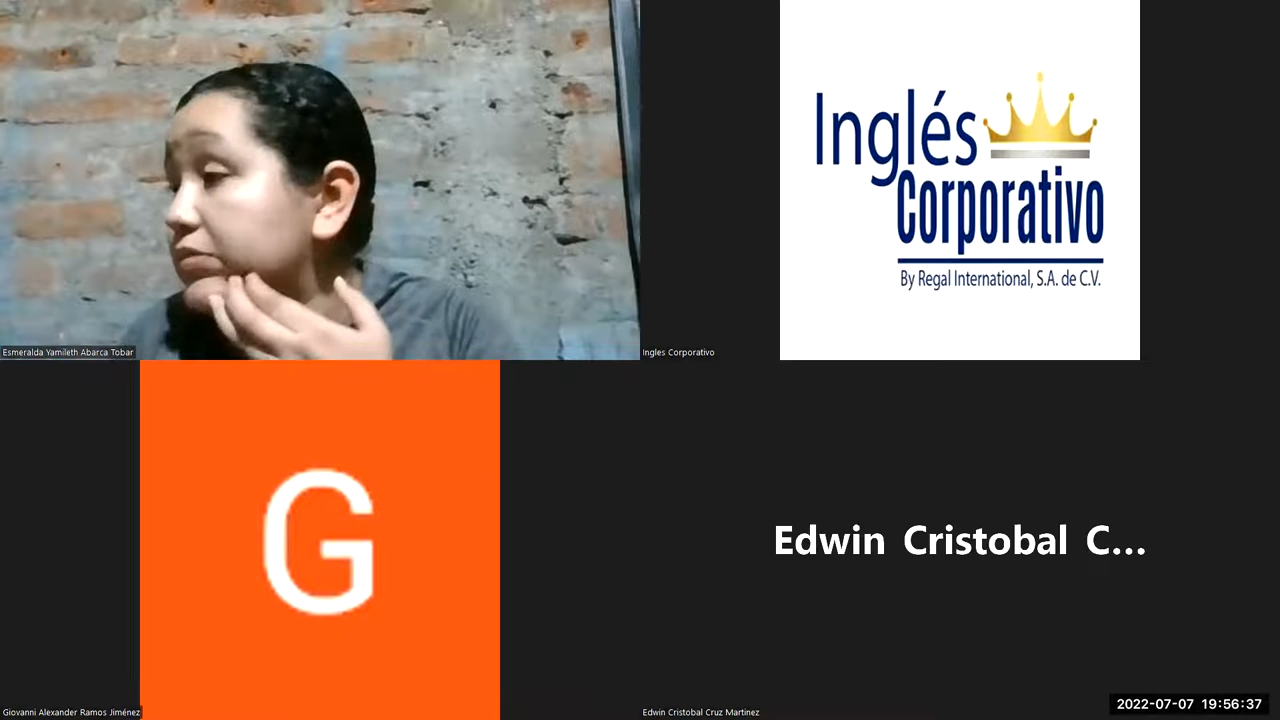 Inglés
Corporativo
By Regal International, S.A. de C.V.
Esmeralda Yamileth Abarca Tobar
Ingles Corporativo
G
Edwin Cristobal C...
Giovanni Alexander Ramos Jiménez
Edwin Cristobal Cruz Martinez
2022-07-07 19:56:37